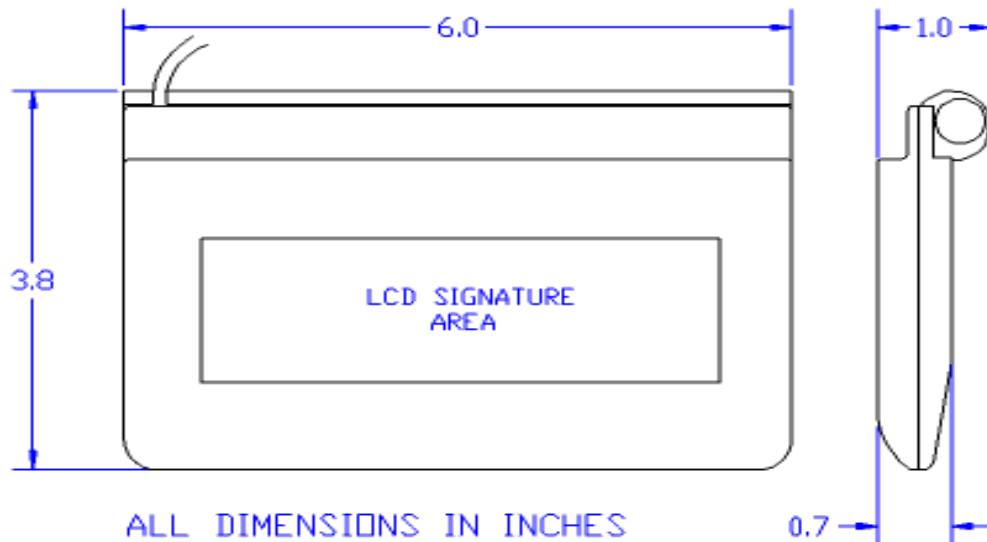 6.0
1.0
3.8
LCD SIGNATURE
AREA
ALL DIMENSIONS IN INCHES
0.7